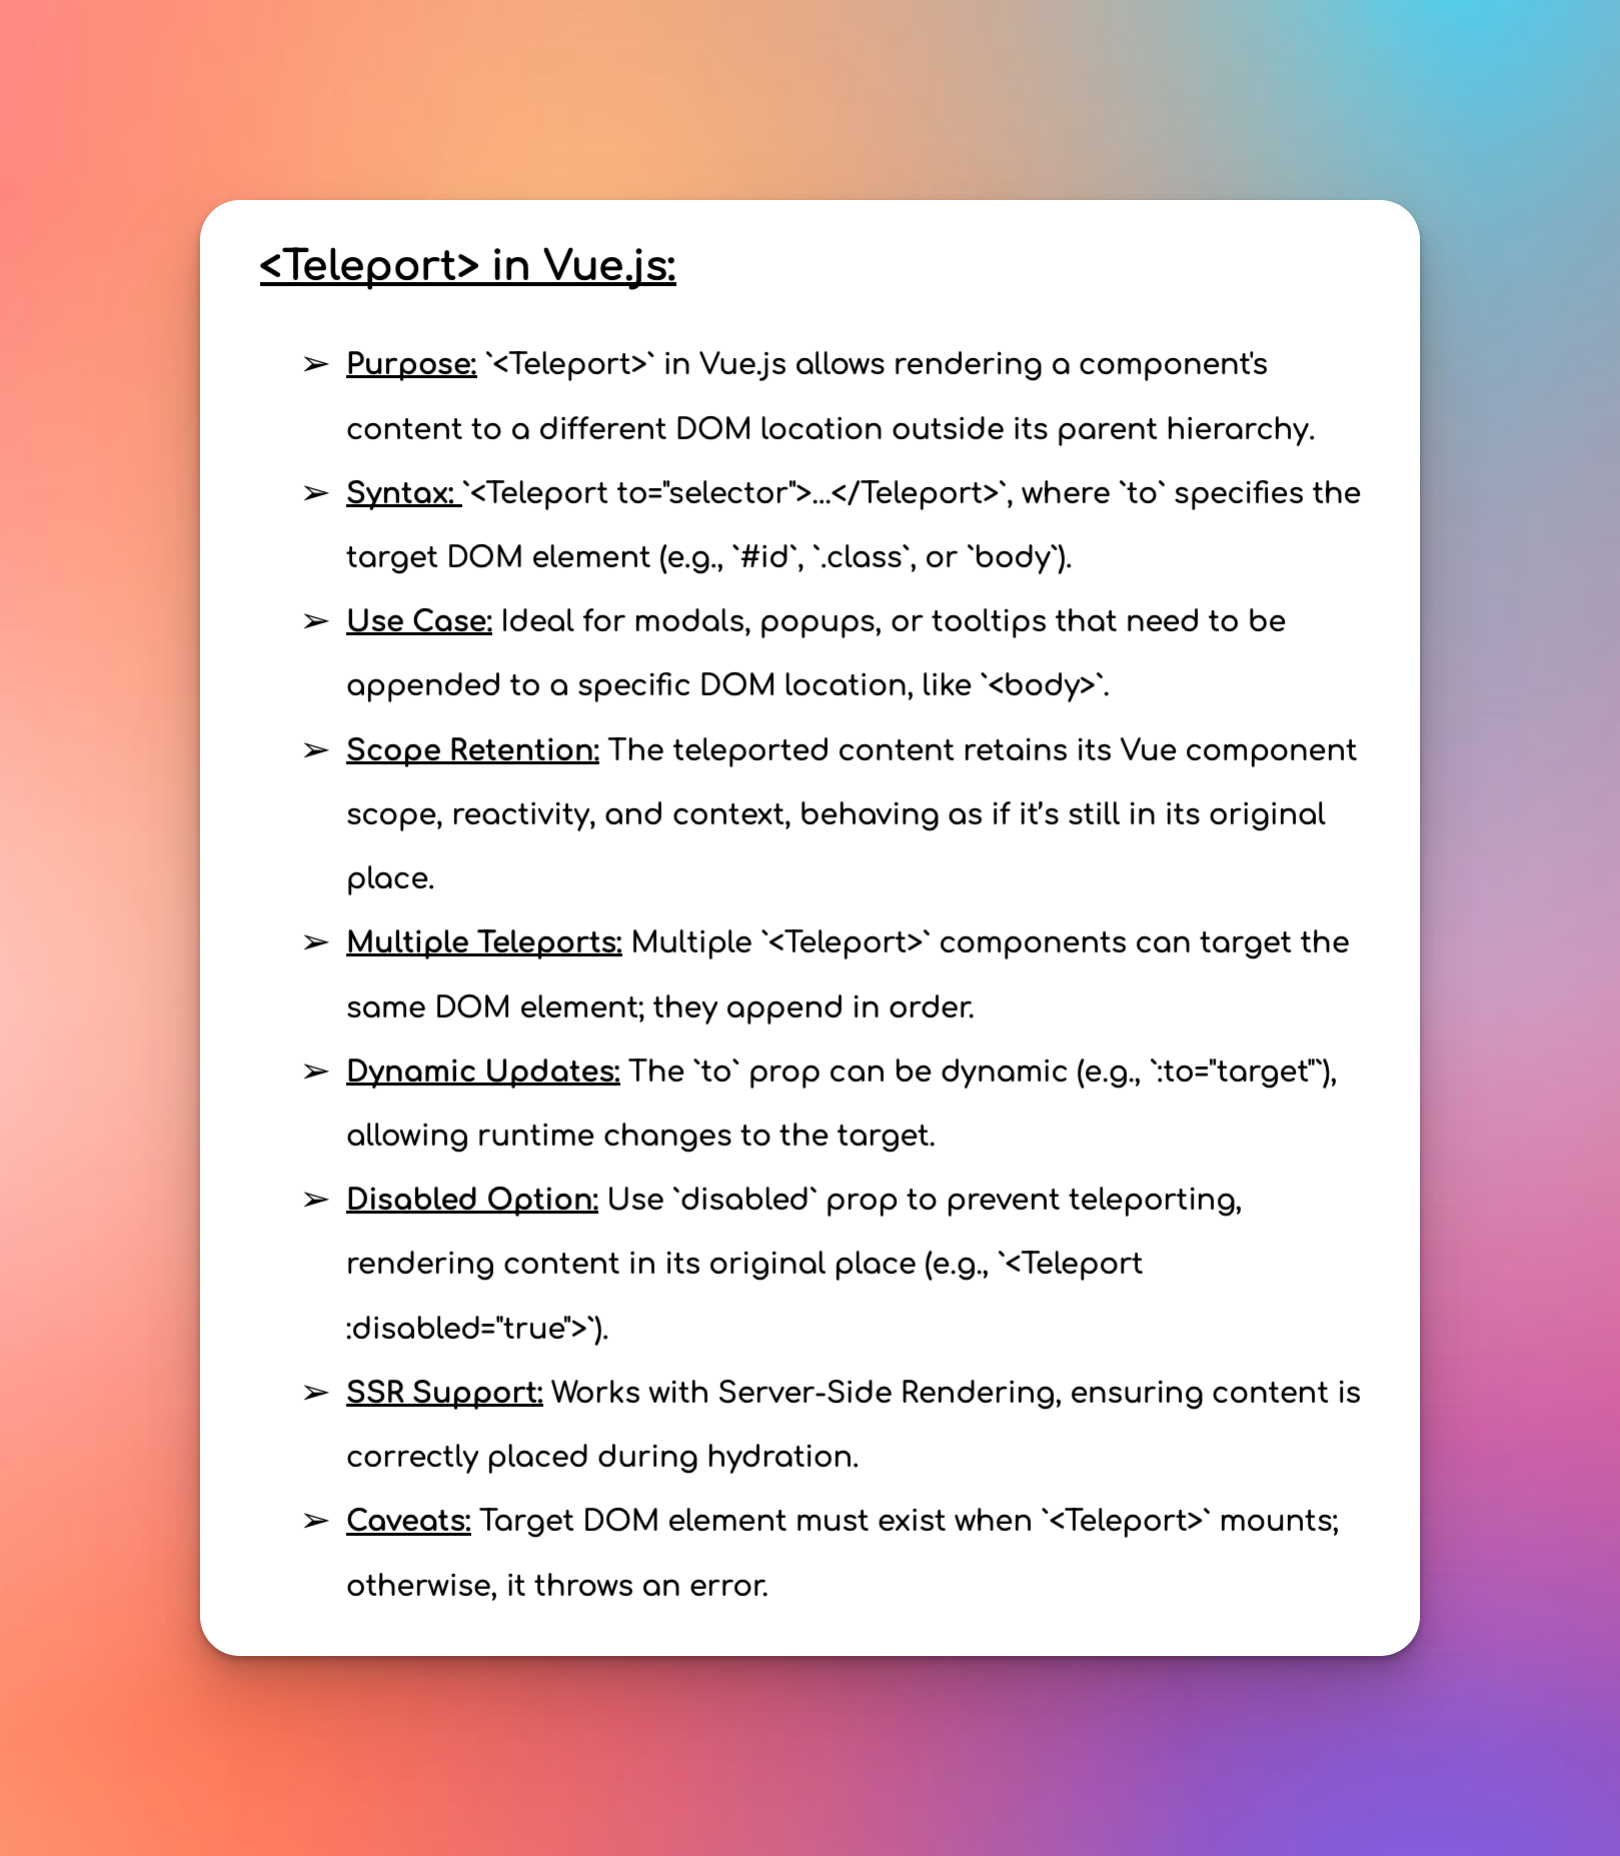 <Teleport> in Vue.js:
➢ Purpose: `<Teleport>` in Vue.js allows rendering a component's
content to a different DOM location outside its parent hierarchy.
➢ Syntax: `<Teleport to="selector">...</Teleport>`, where `to` specifies the
target DOM element (e.g., `#id`, `.class`, or `body`).
➢ Use Case: Ideal for modals, popups, or tooltips that need to be
appended to a specific DOM location, like `<body>`.
➢ Scope Retention: The teleported content retains its Vue component
scope, reactivity, and context, behaving as if it’s still in its original
place.
➢ Multiple Teleports: Multiple `<Teleport>` components can target the
same DOM element; they append in order.
➢ Dynamic Updates: The `to` prop can be dynamic (e.g., `:to="target"`),
allowing runtime changes to the target.
➢ Disabled Option: Use `disabled` prop to prevent teleporting,
rendering content in its original place (e.g., `<Teleport
:disabled="true">`).
➢ SSR Support: Works with Server-Side Rendering, ensuring content is
correctly placed during hydration.
➢ Caveats: Target DOM element must exist when `<Teleport>` mounts;
otherwise, it throws an error.